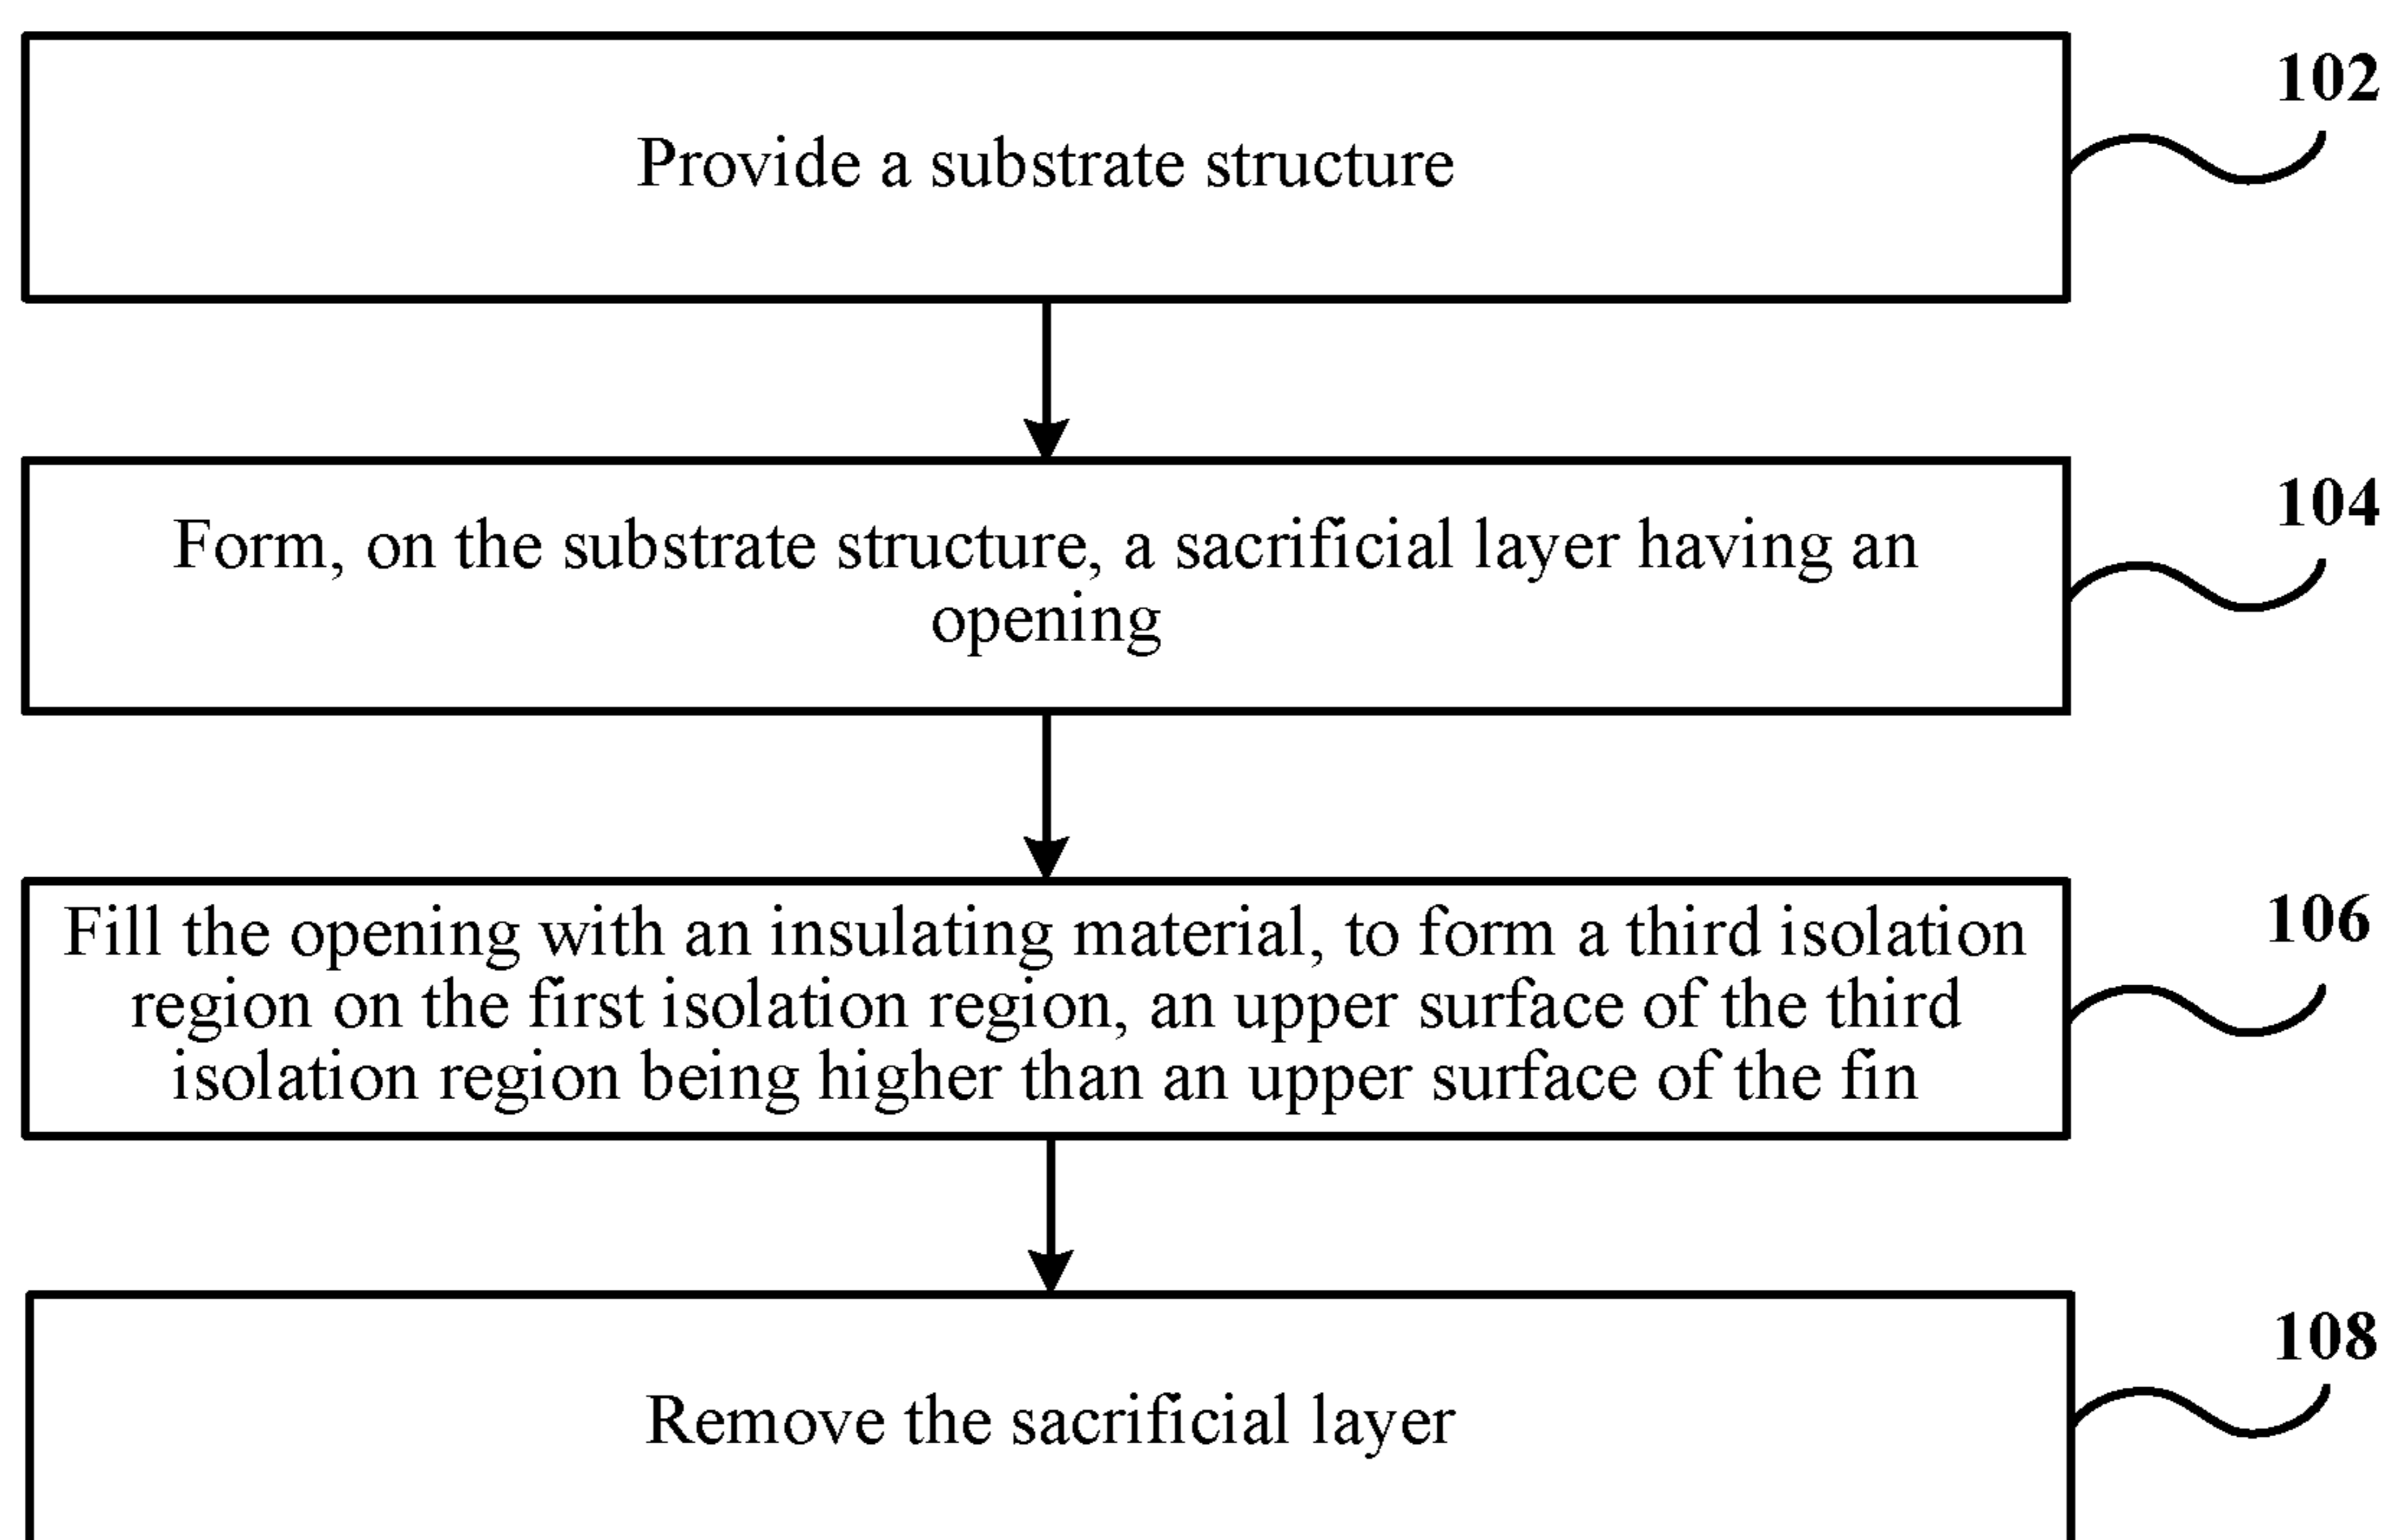 102
Provide a substrate structure
104
Form, on the substrate structure, a sacrificial layer having an
opening
106
Fill the opening with an insulating material, to form a third isolation
region on the first isolation region, an upper surface of the third
isolation region being higher than an upper surface of the fin
108
Remove the sacrificial layer